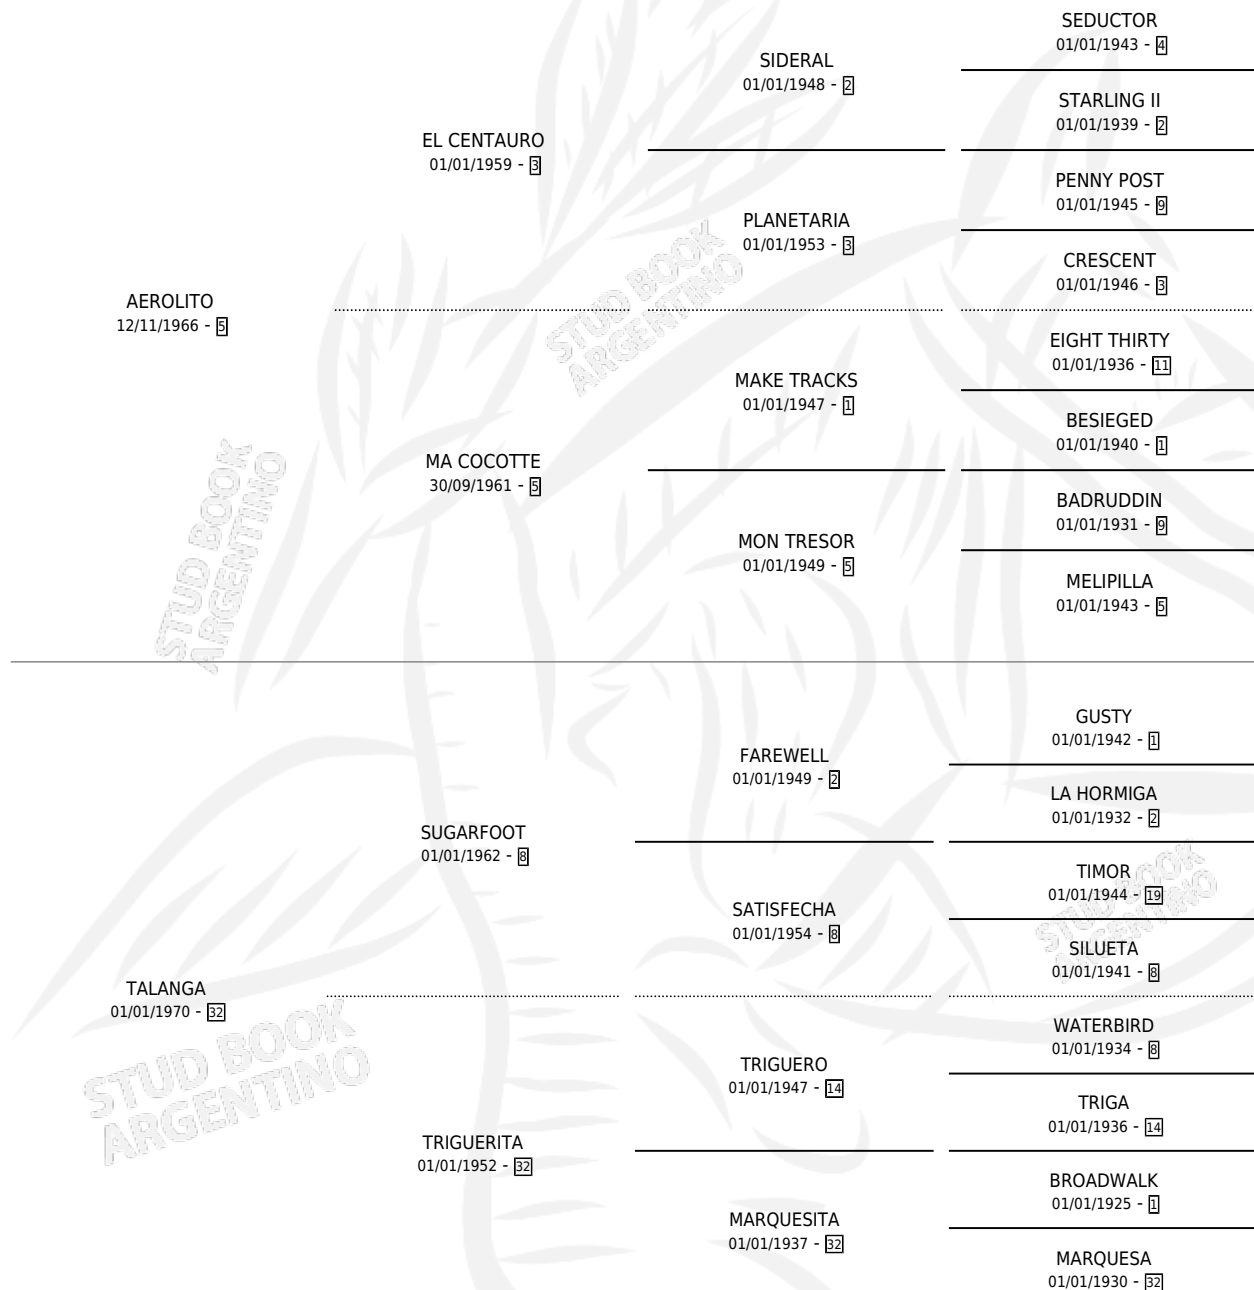 SEDUCTOR
01/01/1943 - 4
SIDERAL
01/01/1948 - 2
STARLING II
01/01/1939 - 2
EL CENTAURO
01/01/1959 - 3
PENNY POST
01/01/1945 - 9
PLANETARIA
01/01/1953 - 3
CRESCENT
01/01/1946 - 3
AEROLITO
12/11/1966 - 5
EIGHT THIRTY
01/01/1936 - 11
MAKE TRACKS
01/01/1947 - 1
BESIEGED
01/01/1940 - 1
MA COCOTTE
30/09/1961 - 5
BADRUDDIN
01/01/1931 - 9
MON TRESOR
01/01/1949 - 5
MELIPILLA
01/01/1943 - 5
STUD BOOK
ARGENTINO
STUD BOOK
ARGENTINO
GUSTY
01/01/1942 - 1
FAREWELL
01/01/1949 - 2
LA HORMIGA
01/01/1932 - 2
SUGARFOOT
01/01/1962 - 8
TIMOR
01/01/1944 - 19
SATISFECHA
01/01/1954 - 8
SILUETA
01/01/1941 - 8
STUD BOOK
ARGENTINO
TALANGA
01/01/1970 - 32
WATERBIRD
01/01/1934 - 8
TRIGUERO
01/01/1947 - 14
TRIGA
01/01/1936 - 14
STUD BOOK
ARGENTINO
TRIGUERITA
01/01/1952 - 32
BROADWALK
01/01/1925 - 1
MARQUESITA
01/01/1937 - 32
MARQUESA
01/01/1930 - 32